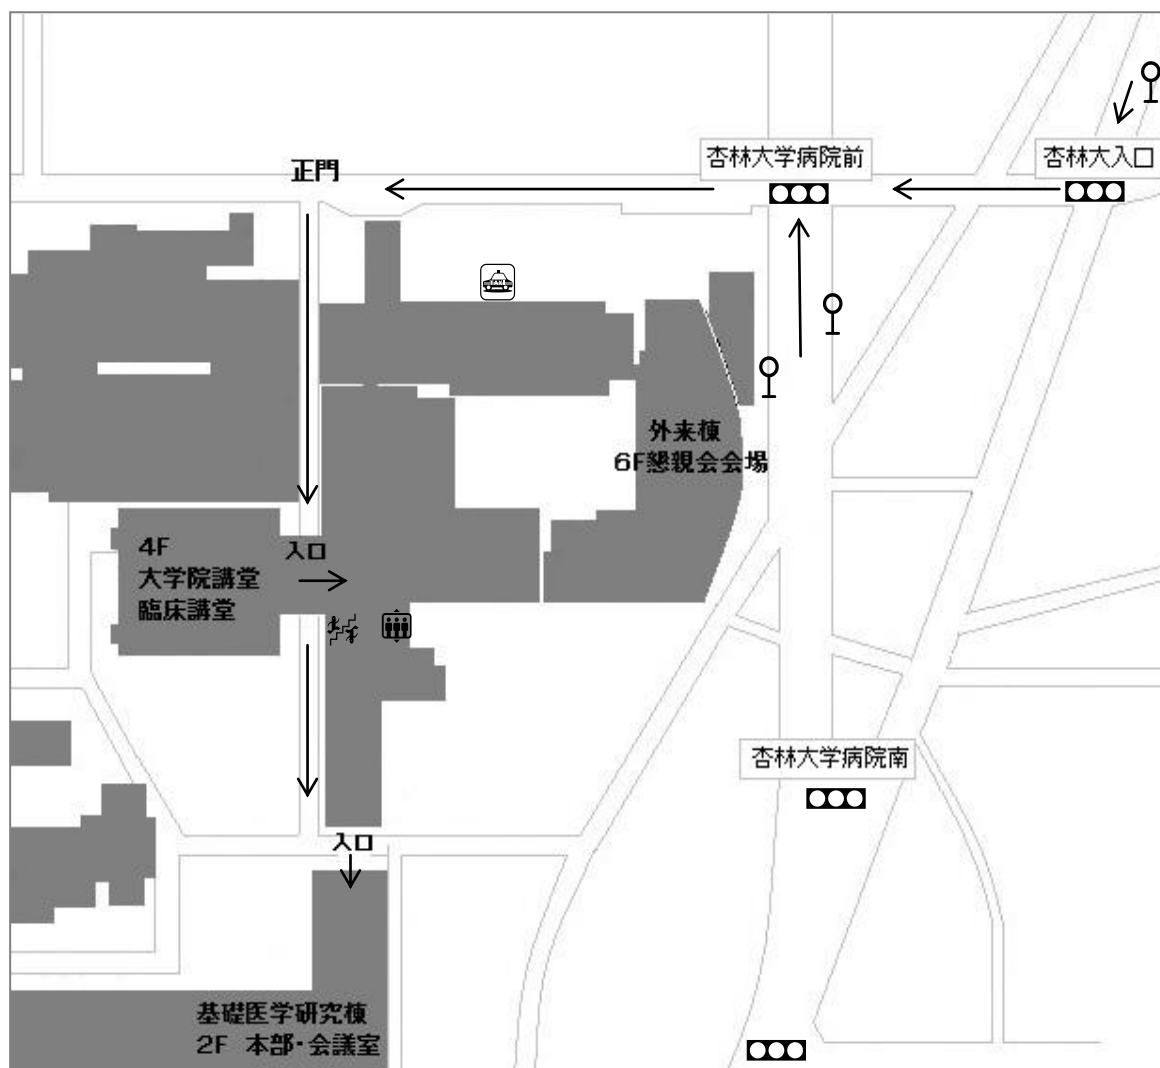 杏林大学病院前
杏林大入口
正門
外来棟
6F懇親会会場
入口
4F
大学院講堂
臨床講堂
杏林大学病院南
入口
基礎医学研究棟
2F 本部・会議室